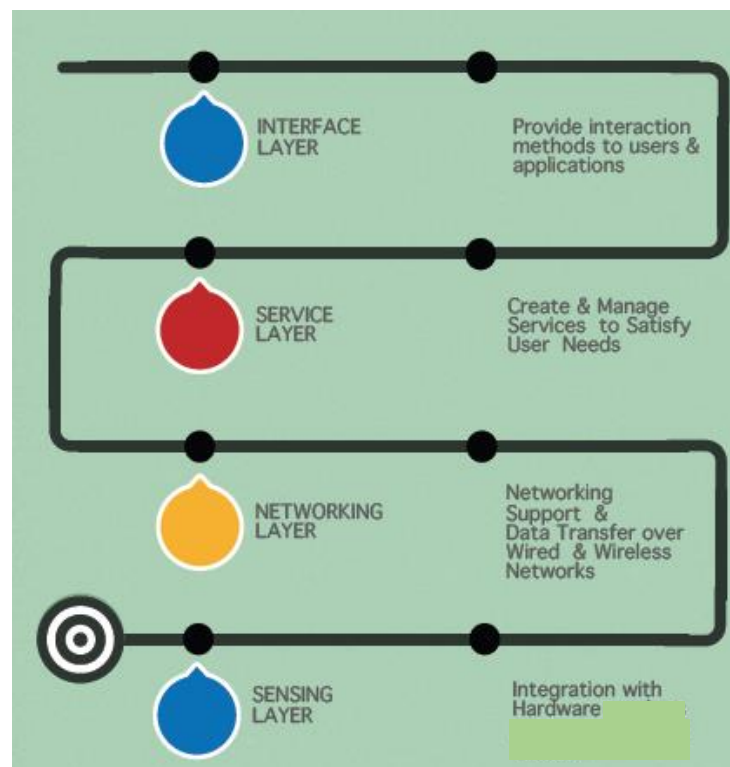 INTERFACE
LAYER
Provide interaction
methods to users &
applications
SERVICE
LAYER
Create & Manage
Services to Satisfy
User Needs
NETWORKING
LAYER
Networking
Support &
Data Transfer over
Wired & Wireless
Networks
SENSING
LAYER
Integration with
Hardware